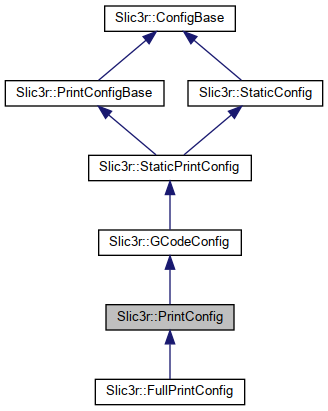 Slic3r::ConfigBase
Slic3r::PrintConfigBase
Slic3r::StaticConfig
Slic3r::StaticPrintConfig
Slic3r::GCodeConfig
Slic3r::PrintConfig
Slic3r::FullPrintConfig